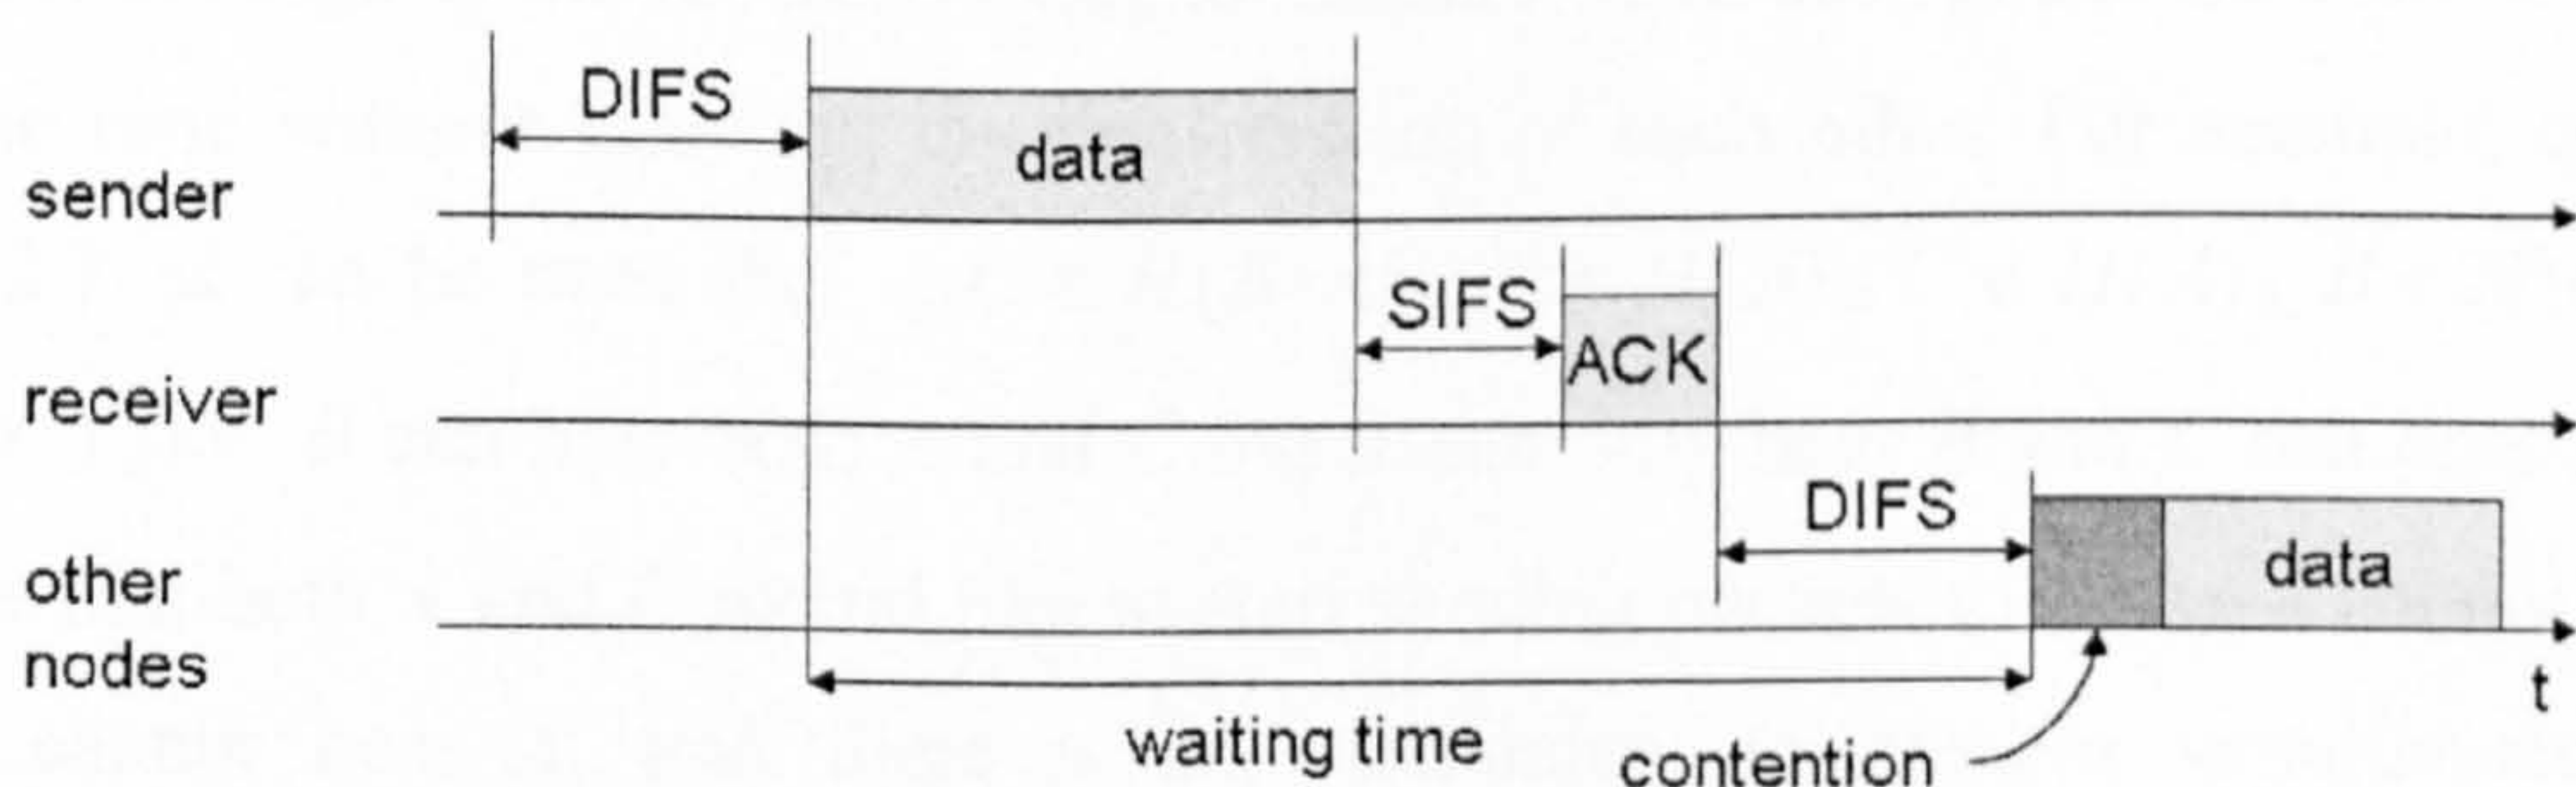 DIFS
data
sender
SIFS
ACK
receiver
DIFS
other
nodes
data
t
waiting time
contention